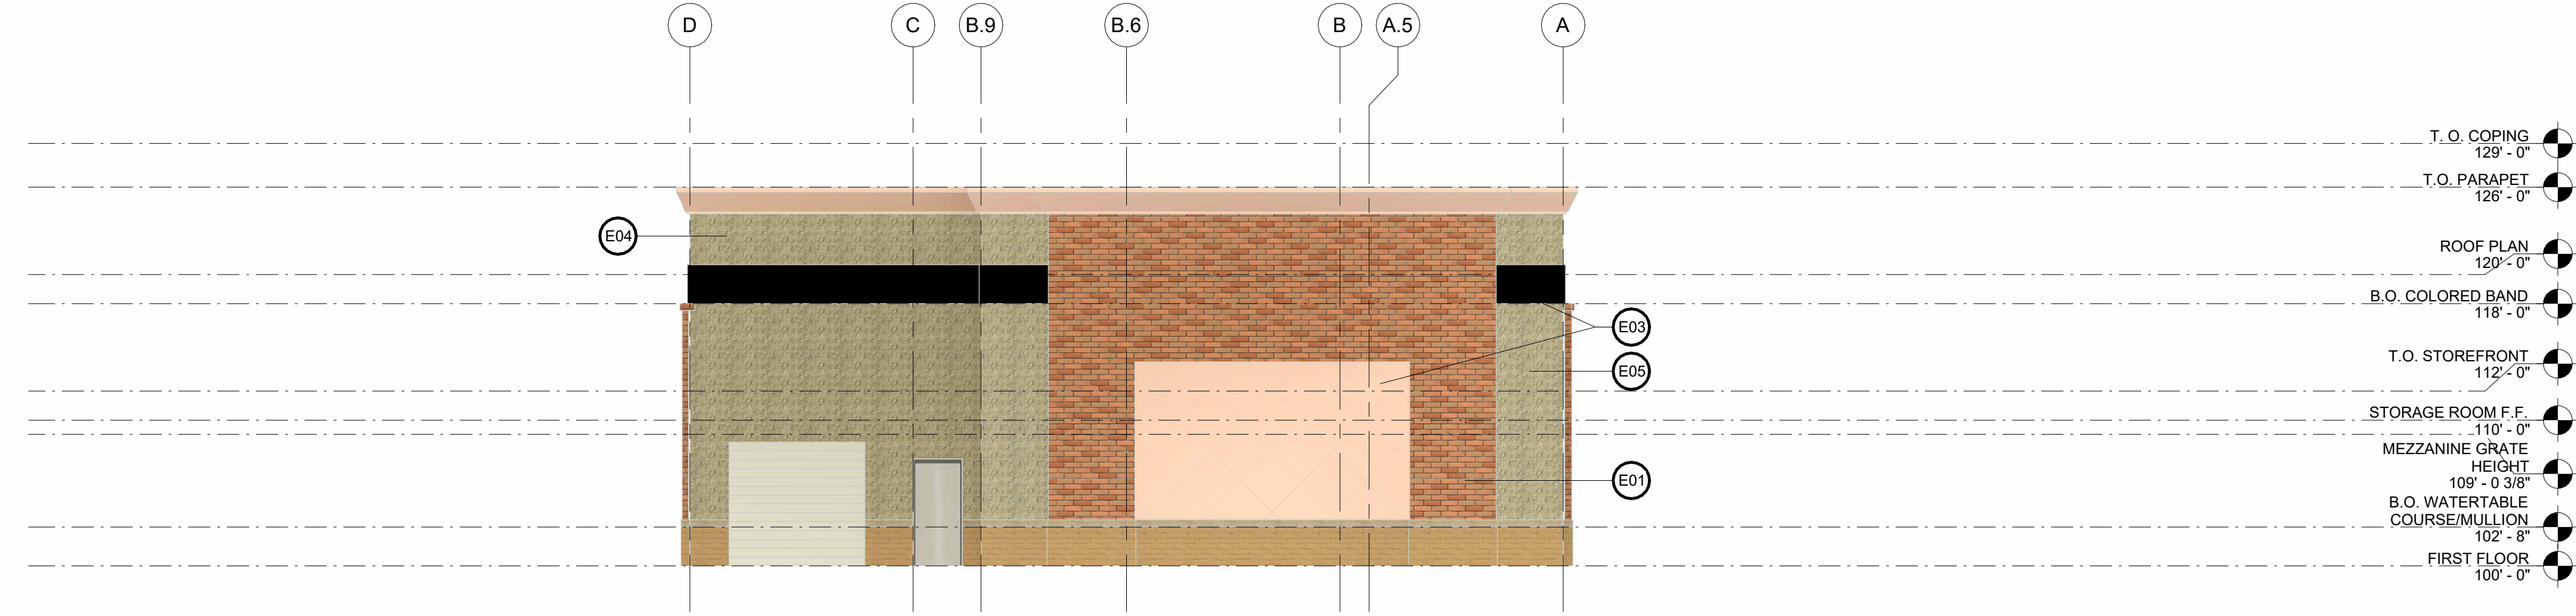 D
C
B.9
B.6
B
A.5
A
T. O. COPING
129' - 0"
T.O. PARAPET
126' - 0"
E04
ROOF PLAN
120' - 0"
B.O. COLORED BAND
118' - 0"
E03
T.O. STOREFRONT
112' - 0"
E05
STORAGE ROOM F.F.
110' - 0"
MEZZANINE GRATE
HEIGHT
109' - 0 3/8"
E01
B.O. WATERTABLE
COURSE/MULLION
102' - 8"
FIRST FLOOR
100' - 0"